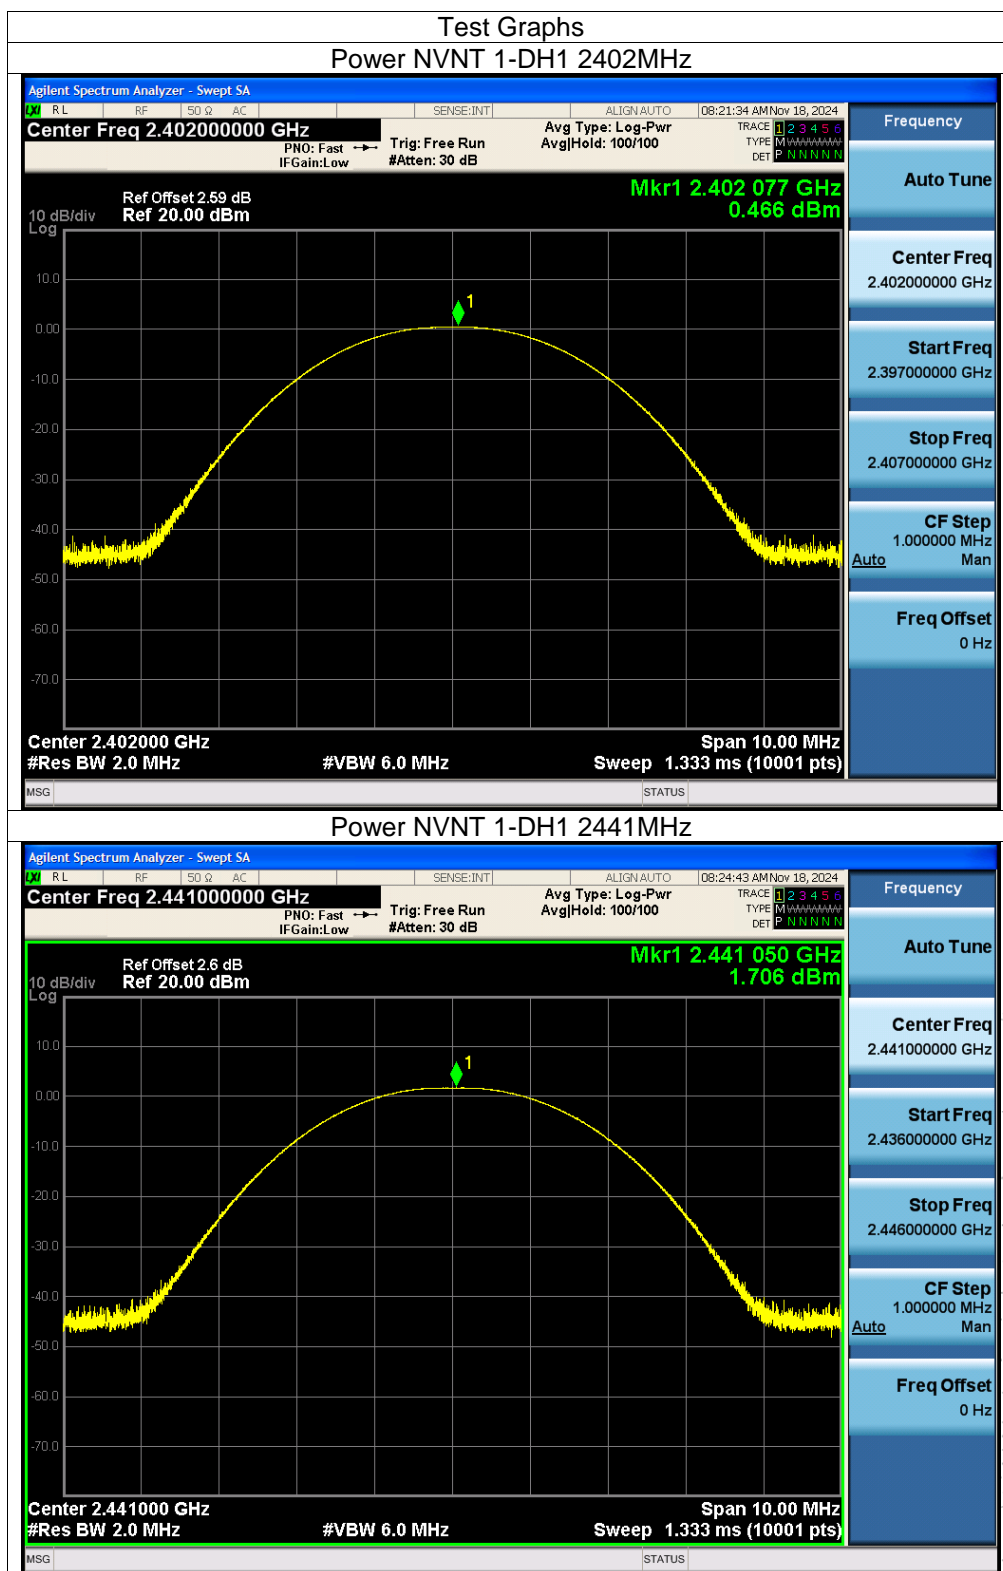 Test Graphs
Power NVNT 1-DH1 2402MHz
Agilent Spectrum Analyzer - Swept SA
LXI RL RF 50 Ω AC SENSE:INT ALIGN AUTO 08:21:34 AM Nov 18, 2024
Center Freq 2.402000000 GHz
PNO: Fast
IFGain:Low
Trig: Free Run
#Atten: 30 dB
Avg Type: Log-Pwr
Avg|Hold: 100/100
TRACE 1 2 3 4 5 6
TYPE M
DET P N N N N N
Frequency
Auto Tune
Center Freq
2.402000000 GHz
Start Freq
2.397000000 GHz
Stop Freq
2.407000000 GHz
CF Step
1.000000 MHz
Auto Man
Freq Offset
0 Hz
Mkr1 2.402 077 GHz
0.466 dBm
Ref Offset 2.59 dB
10 dB/div Ref 20.00 dBm
Log
10.0
0.00
-10.0
-20.0
-30.0
-40.0
-50.0
-60.0
-70.0
1
Center 2.402000 GHz Span 10.00 MHz
#Res BW 2.0 MHz #VBW 6.0 MHz Sweep 1.333 ms (10001 pts)
MSG STATUS
Power NVNT 1-DH1 2441MHz
Agilent Spectrum Analyzer - Swept SA
LXI RL RF 50 Ω AC SENSE:INT ALIGN AUTO 08:24:43 AM Nov 18, 2024
Center Freq 2.441000000 GHz
PNO: Fast
IFGain:Low
Trig: Free Run
#Atten: 30 dB
Avg Type: Log-Pwr
Avg|Hold: 100/100
TRACE 1 2 3 4 5 6
TYPE M
DET P N N N N N
Frequency
Auto Tune
Center Freq
2.441000000 GHz
Start Freq
2.436000000 GHz
Stop Freq
2.446000000 GHz
CF Step
1.000000 MHz
Auto Man
Freq Offset
0 Hz
Mkr1 2.441 050 GHz
1.706 dBm
Ref Offset 2.6 dB
10 dB/div Ref 20.00 dBm
Log
10.0
0.00
-10.0
-20.0
-30.0
-40.0
-50.0
-60.0
-70.0
1
Center 2.441000 GHz Span 10.00 MHz
#Res BW 2.0 MHz #VBW 6.0 MHz Sweep 1.333 ms (10001 pts)
MSG STATUS